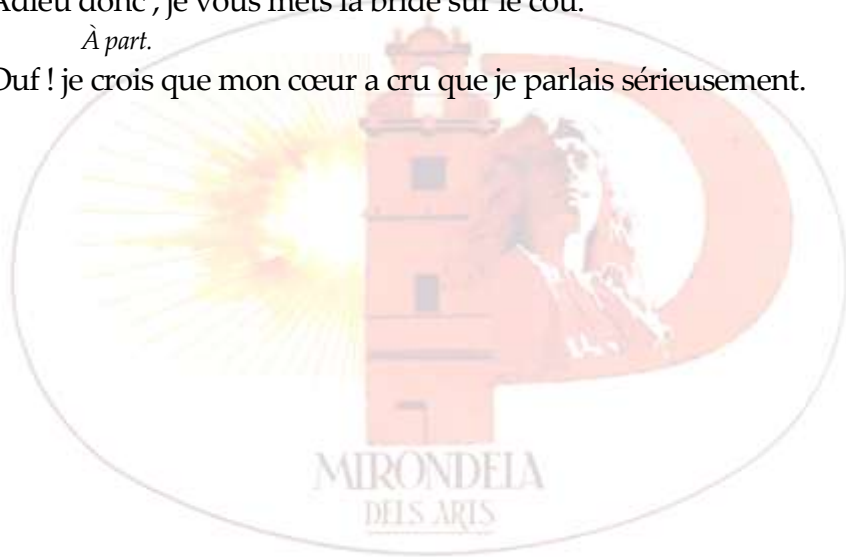 Adieu donc ; je vous mets la bride sur le cou.
À part.
Ouf ! je crois que mon cœur a cru que je parlais sérieusement.
MIRONDELA
DELS ARTS